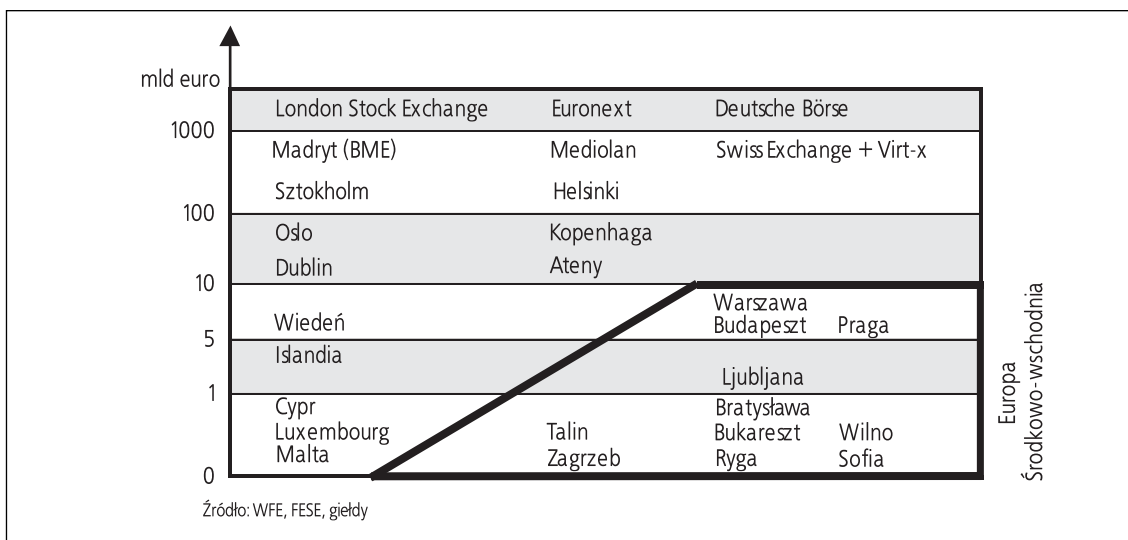 mld euro
London Stock Exchange Euronext Deutsche Börse
1000
Madryt (BME) Mediolan Swiss Exchange + Virt-x
Sztokholm Helsinki
100
Oslo Kopenhaga
Dublin Ateny
10
Warszawa
Wiedeń Budapeszt Praga
5
Islandia
Ljubljana
1
Cypr Bratysława
Luxembourg Talin Bukareszt Wilno
Malta Zagrzeb Ryga Sofia
0
Europa
Środkowo-wschodnia
Źródło: WFE, FESE, giełdy